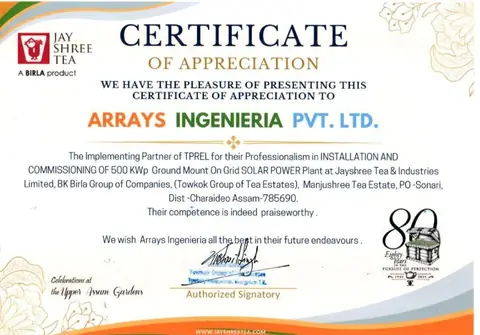 JAY
SHREE
TEA
A BIRLA product
CERTIFICATE
OF APPRECIATION
WE HAVE THE PLEASURE OF PRESENTING THIS
CERTIFICATE OF APPRECIATION TO
ARRAYS INGENIERIA PVT. LTD.
The Implementing Partner of TPREL for their Professionalism in INSTALLATION AND
COMMISSIONING OF 500 KWp Ground Mount On Grid SOLAR POWER Plant at Jayshree Tea & Industries
Limited, BK Birla Group of Companies, (Towkok Group of Tea Estates), Manjushree Tea Estate, PO -Sonari,
Dist -Charaideo Assam-785690.
Their competence is indeed praiseworthy .
We wish Arrays Ingenieria all the best in their future endeavours .
80
Eighty
Years
IN THE
PURSUIT OF PERFECTION
Celebrations at
the Upper Assam Gardens
Authorized Signatory
WWW.JAYSHREETEA.COM